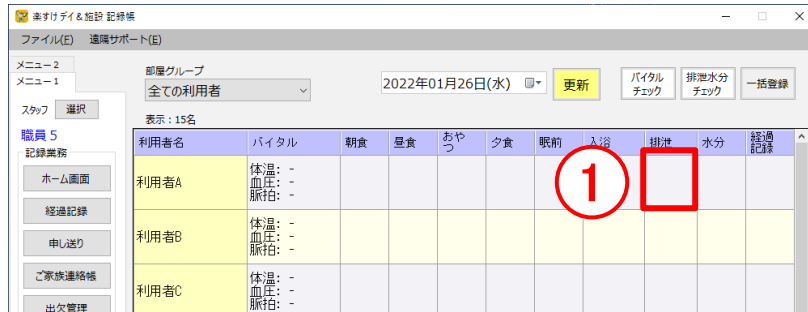 楽すけデイ&施設 記録帳
ファイル(F) 遠隔サポート(E)
メニュー2
メニュー1
スタッフ 選択
職員5
記録業務
ホーム画面
経過記録
申し送り
ご家族連絡帳
出欠管理
部屋グループ
全ての利用者
2022年01月26日(水)
更新
バイタル
チェック
排泄水分
チェック
一括登録
表示:15名
利用者名 バイタル 朝食 昼食 おやつ 夕食 眠前 入浴 排泄 水分 経過記録
利用者A
体温: -
血圧: -
脈拍: -
①
利用者B
体温: -
血圧: -
脈拍: -
利用者C
体温: -
血圧: -
脈拍: -